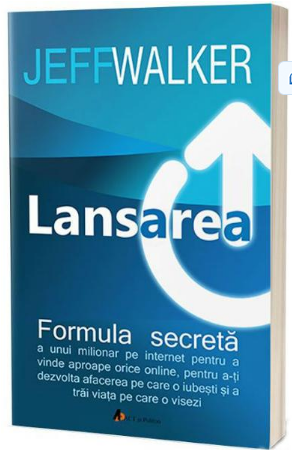 JEFFWALKER
Lansarea
Formula secretă
a unui milionar pe internet pentru a
vinde aproape orice online, pentru a-ți
dezvolta afacerea pe care o iubești și a
trăi viața pe care o visezi